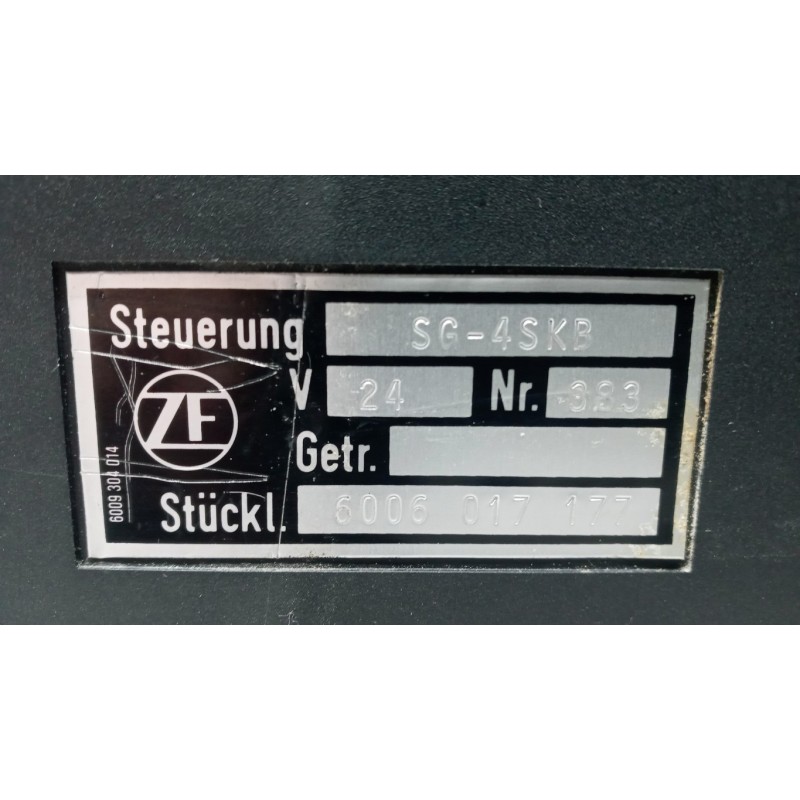 Steuerung SG-4SKB
ZF V 24 Nr. 383
Getr.
Stückl. 6006 017 177
6009 304 014